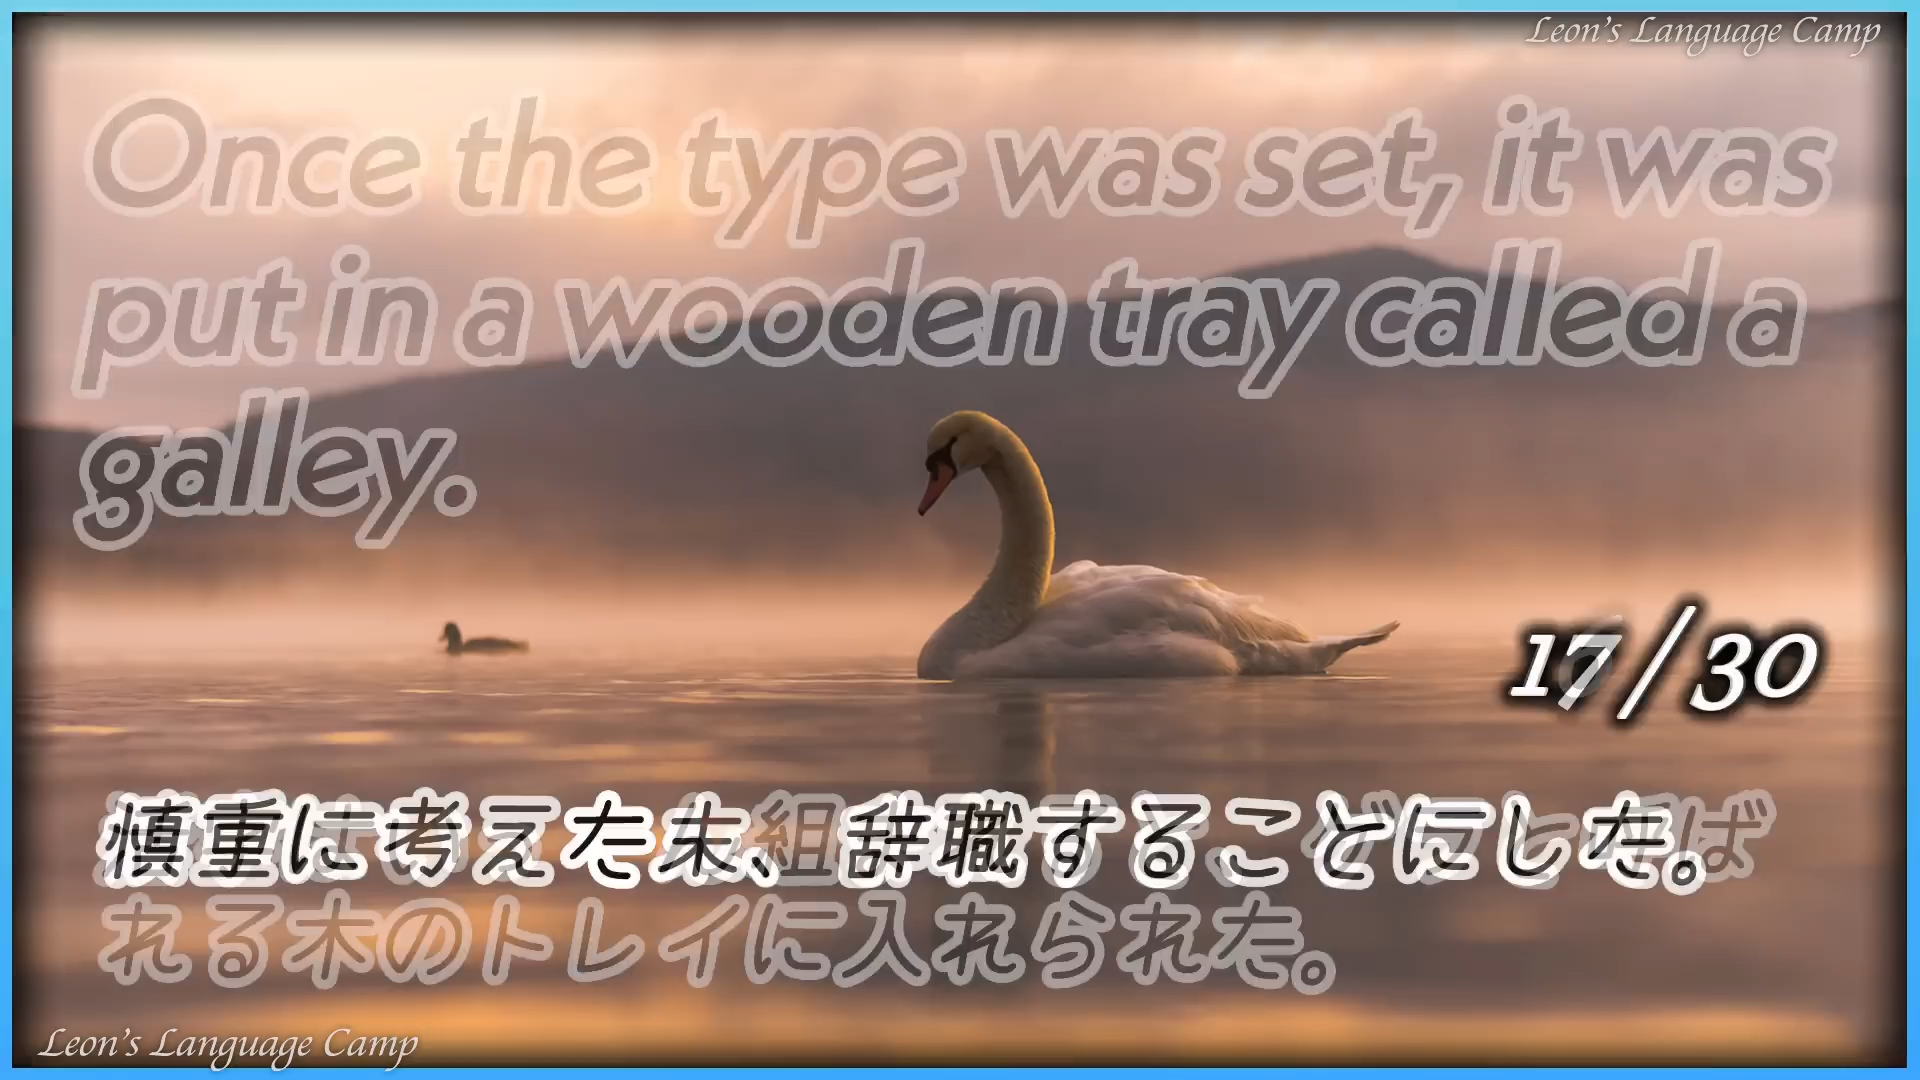 Leon's Language Camp
Once the type was set, it was
put in a wooden tray called a
galley.
17/30
慎重に考えた末、辞職することにした。
れる木のトレイに入れられた。
Leon's Language Camp